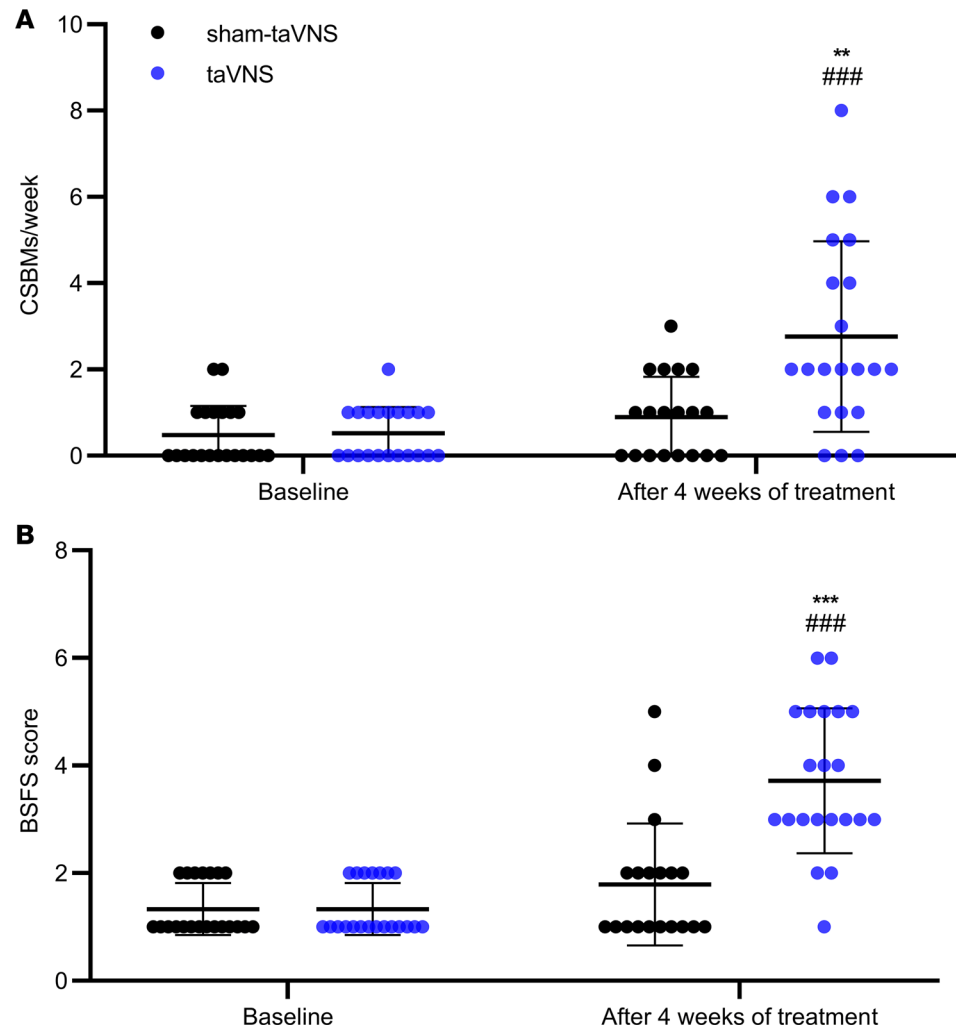 A
10
8
6
4
2
0
CSBMs/week
sham-taVNS
taVNS
**
###
Baseline
After 4 weeks of treatment
B
8
6
4
2
0
BSFS score
***
###
Baseline
After 4 weeks of treatment